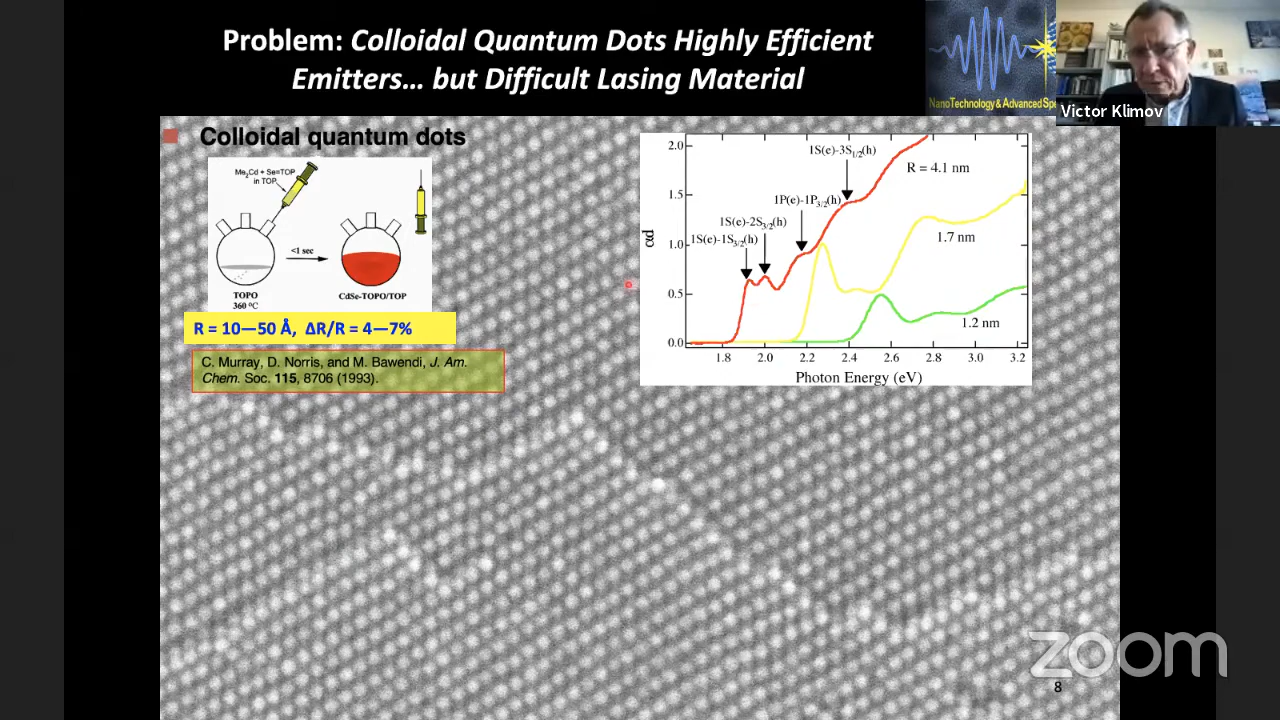 Problem: Colloidal Quantum Dots Highly Efficient
Emitters… but Difficult Lasing Material
NanoTechnology & Advanced Spe
Victor Klimov
Colloidal quantum dots
Me₂Cd + Se=TOP
in TOP
<1 sec
TOPO
360 ºC
CdSe-TOPO/TOP
R = 10—50 Å, ΔR/R = 4—7%
C. Murray, D. Norris, and M. Bawendi, J. Am.
Chem. Soc. 115, 8706 (1993).
1S(e)-3S₁/₂(h)
R = 4.1 nm
1P(e)-1P₃/₂(h)
1S(e)-2S₃/₂(h)
1S(e)-1S₃/₂(h)
1.7 nm
1.2 nm
αd
2.0
1.5
1.0
0.5
0.0
1.8 2.0 2.2 2.4 2.6 2.8 3.0 3.2
Photon Energy (eV)
zoom
8